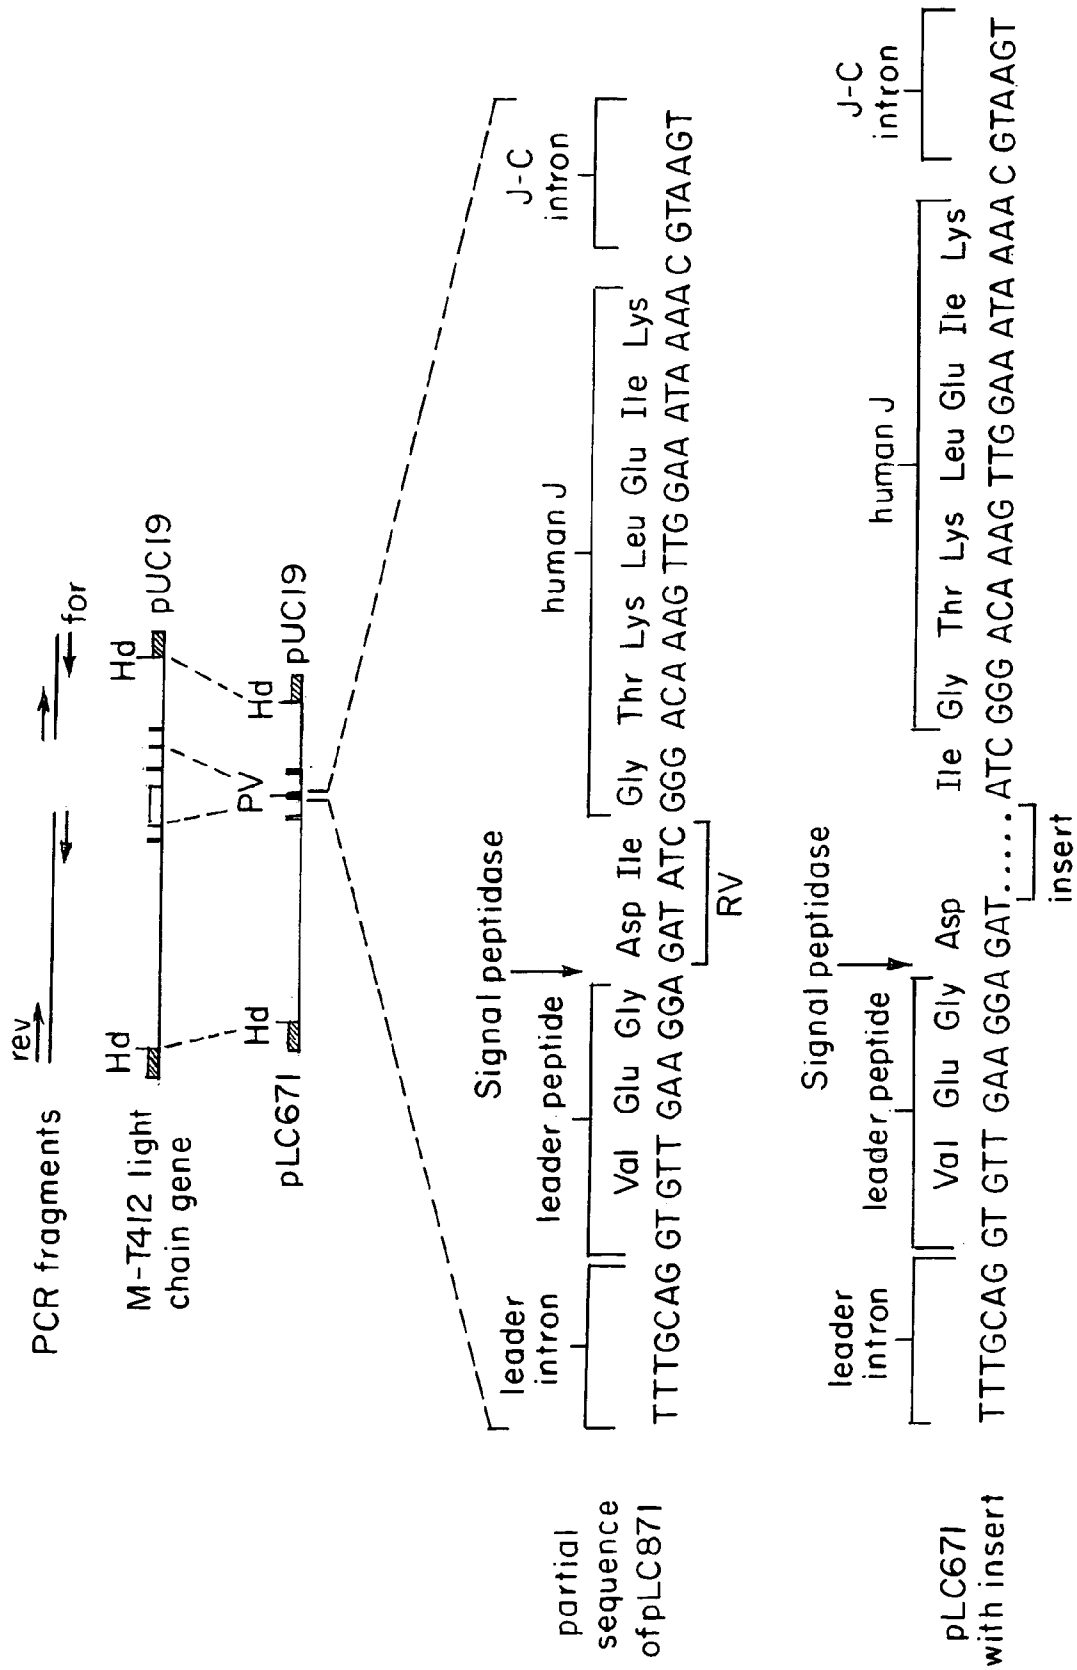 PCR fragments
rev
for
M-T412 light
chain gene
Hd
Hd
pUC19
pLC671
Hd
PV
Hd
pUC19
partial
sequence
ofpLC871
leader
intron
leader peptide
Signal peptidase
human J
J-C
intron
Val Glu Gly Asp Ile Gly Thr Lys Leu Glu Ile Lys
TTTGCAG GT GTT GAA GGA GAT ATC GGG ACA AAG TTG GAA ATA AAA C GTAAGT
RV
pLC671
with insert
leader
intron
leader peptide
Signal peptidase
human J
J-C
intron
Val Glu Gly Asp Ile Gly Thr Lys Leu Glu Ile Lys
TTTGCAG GT GTT GAA GGA GAT...... ATC GGG ACA AAG TTG GAA ATA AAA C GTAAGT
insert